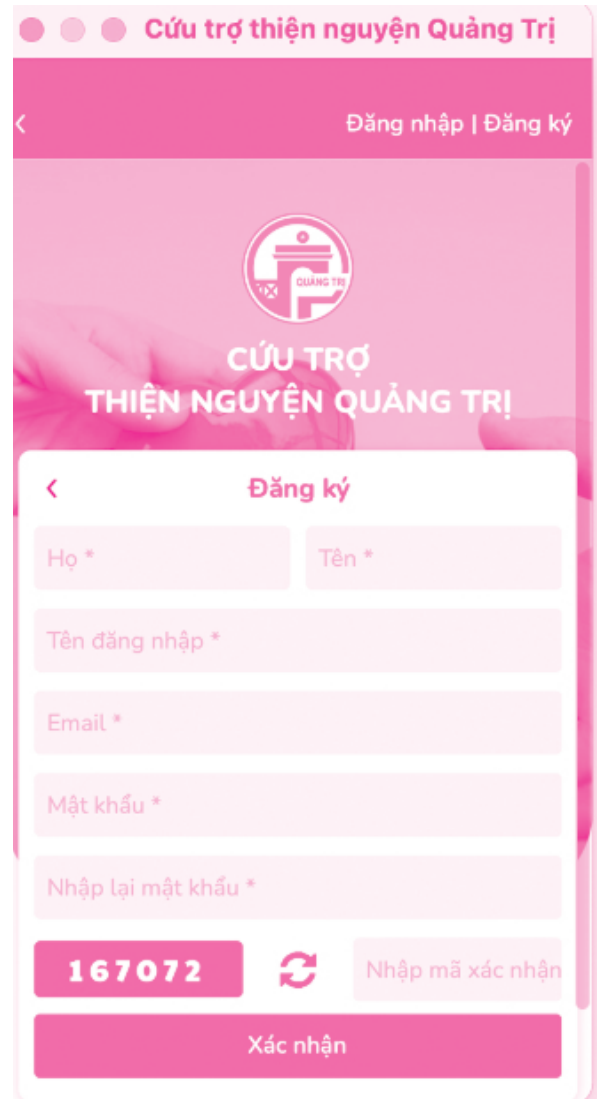 Cứu trợ thiện nguyện Quảng Trị
Đăng nhập | Đăng ký
QUẢNG TRỊ
CỨU TRỢ
THIỆN NGUYỆN QUẢNG TRỊ
Đăng ký
Họ * Tên *
Tên đăng nhập *
Email *
Mật khẩu *
Nhập lại mật khẩu *
167072 Nhập mã xác nhận
Xác nhận